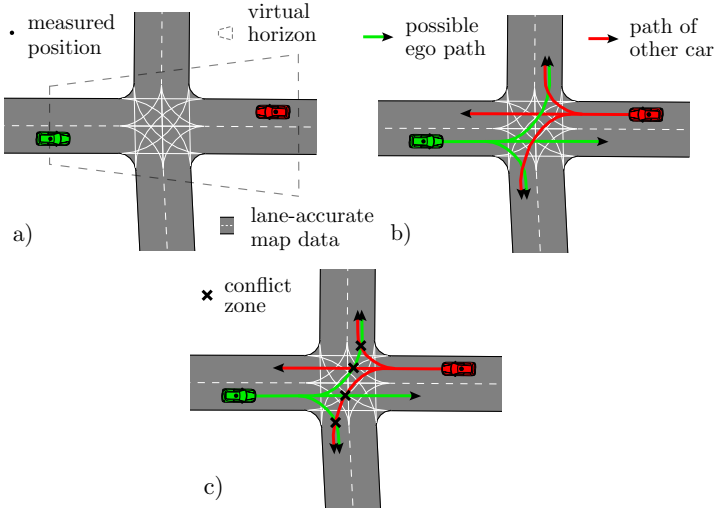 measured
position
virtual
horizon
possible
ego path
path of
other car
lane-accurate
map data
a)
b)
conflict
zone
c)